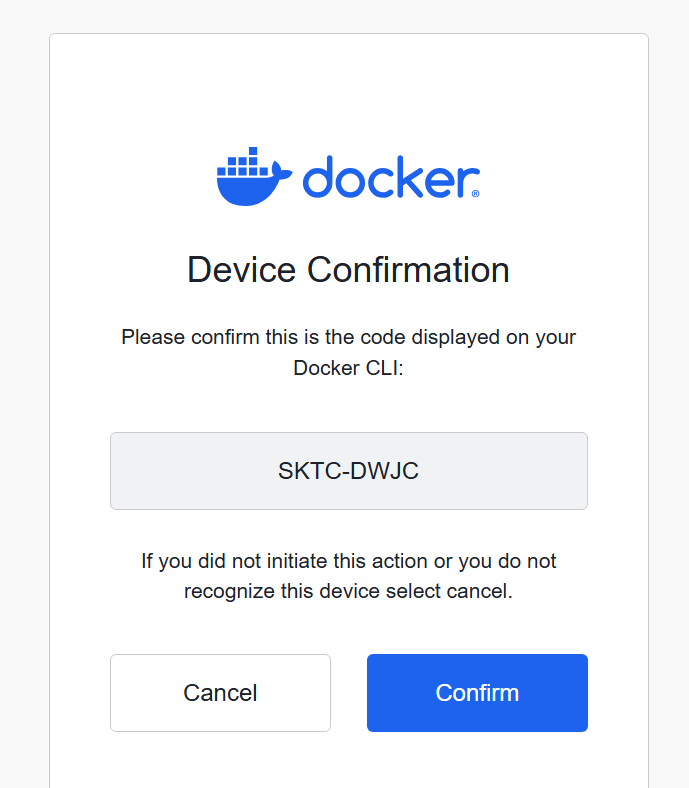 docker®
Device Confirmation
Please confirm this is the code displayed on your
Docker CLI:
SKTC-DWJC
If you did not initiate this action or you do not
recognize this device select cancel.
Cancel
Confirm